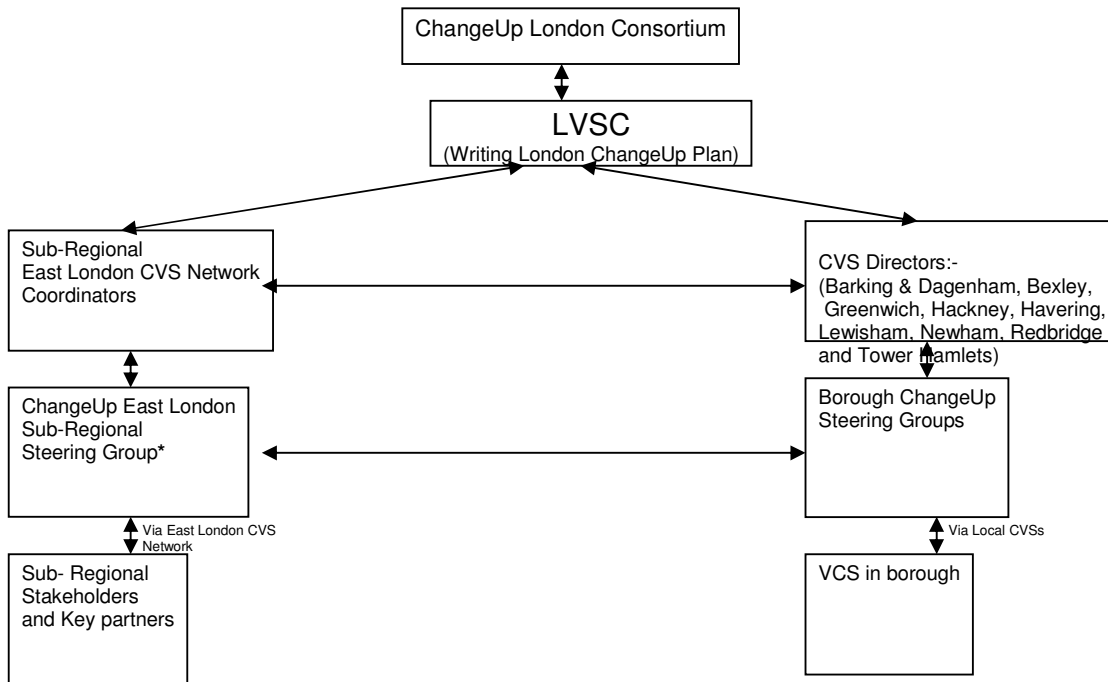 ChangeUp London Consortium
LVSC
(Writing London ChangeUp Plan)
Sub-Regional
East London CVS Network
Coordinators
CVS Directors:-
(Barking & Dagenham, Bexley,
Greenwich, Hackney, Havering,
Lewisham, Newham, Redbridge
and Tower Hamlets)
ChangeUp East London
Sub-Regional
Steering Group*
Borough ChangeUp
Steering Groups
Via East London CVS
Network
Via Local CVSs
Sub- Regional
Stakeholders
and Key partners
VCS in borough